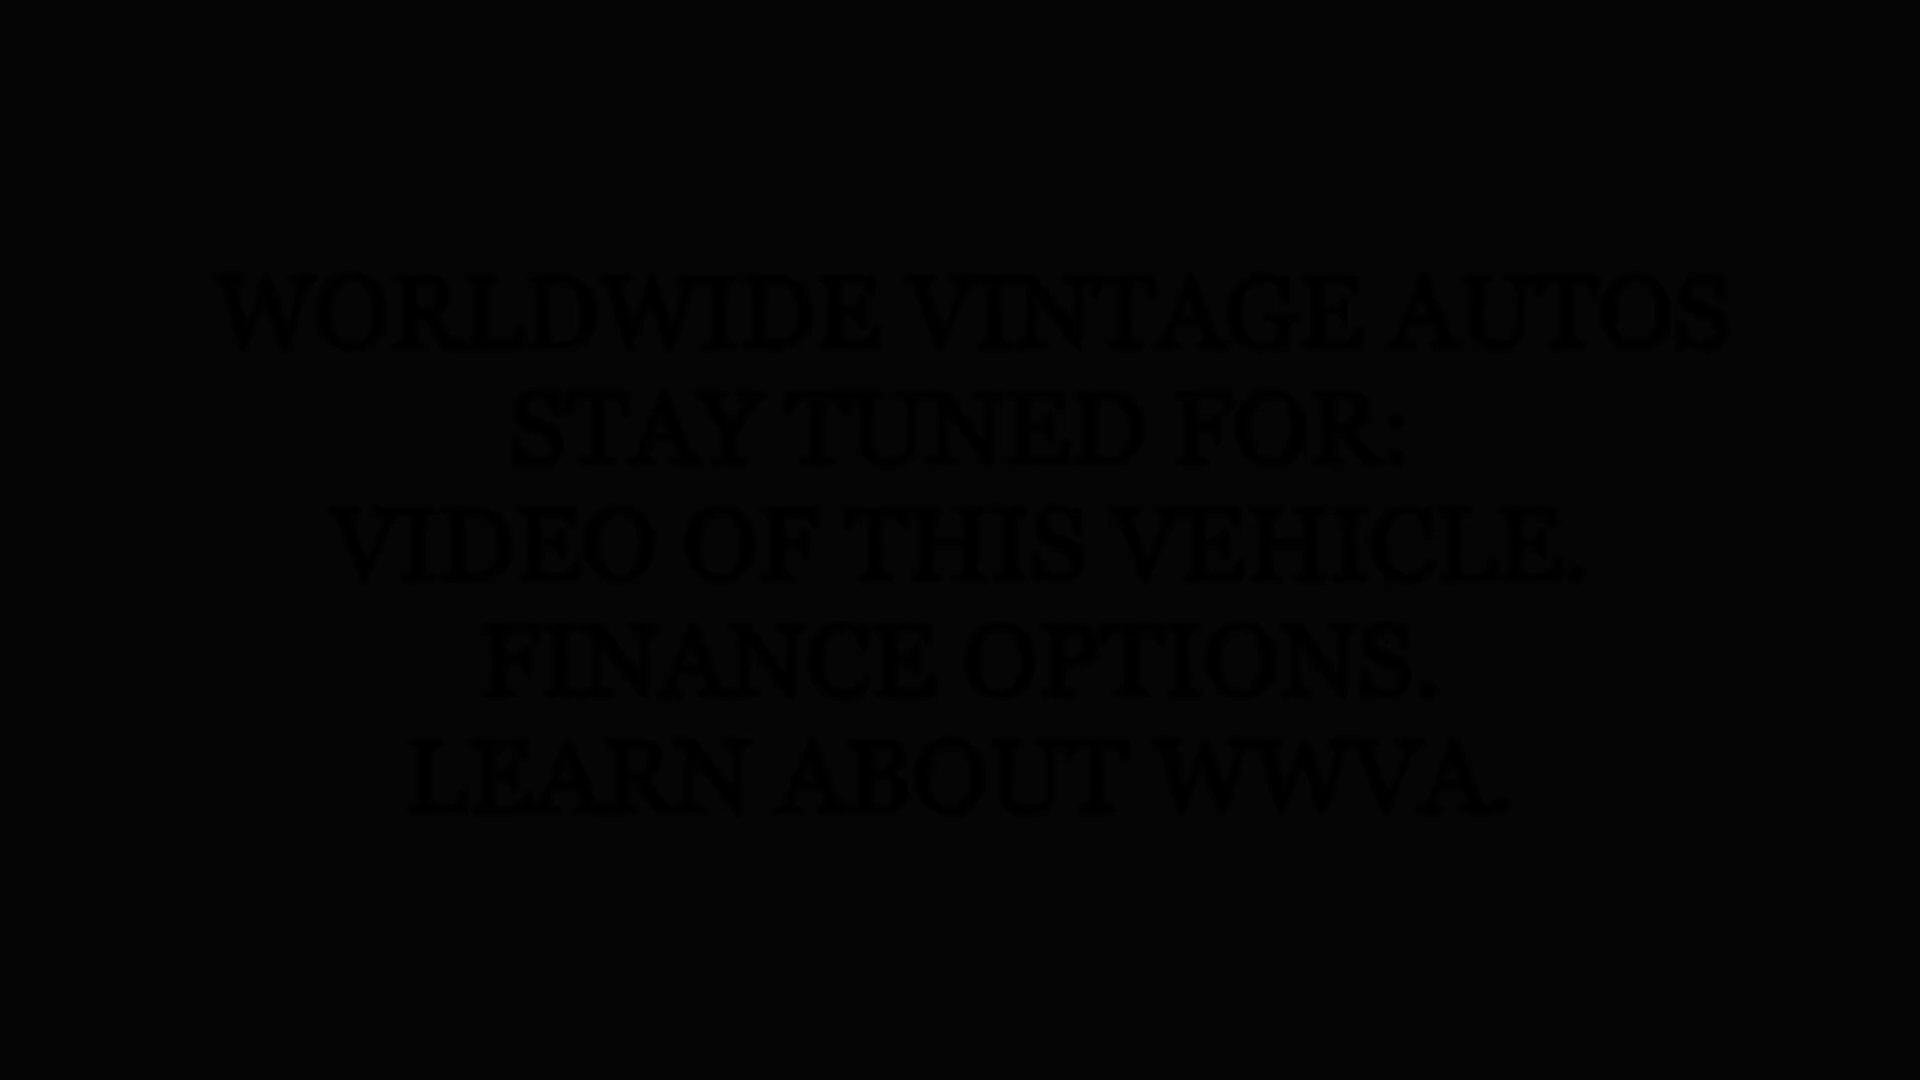 WORLDWIDE VINTAGE AUTOS
STAY TUNED FOR:
VIDEO OF THIS VEHICLE.
FINANCE OPTIONS.
LEARN ABOUT WWVA.